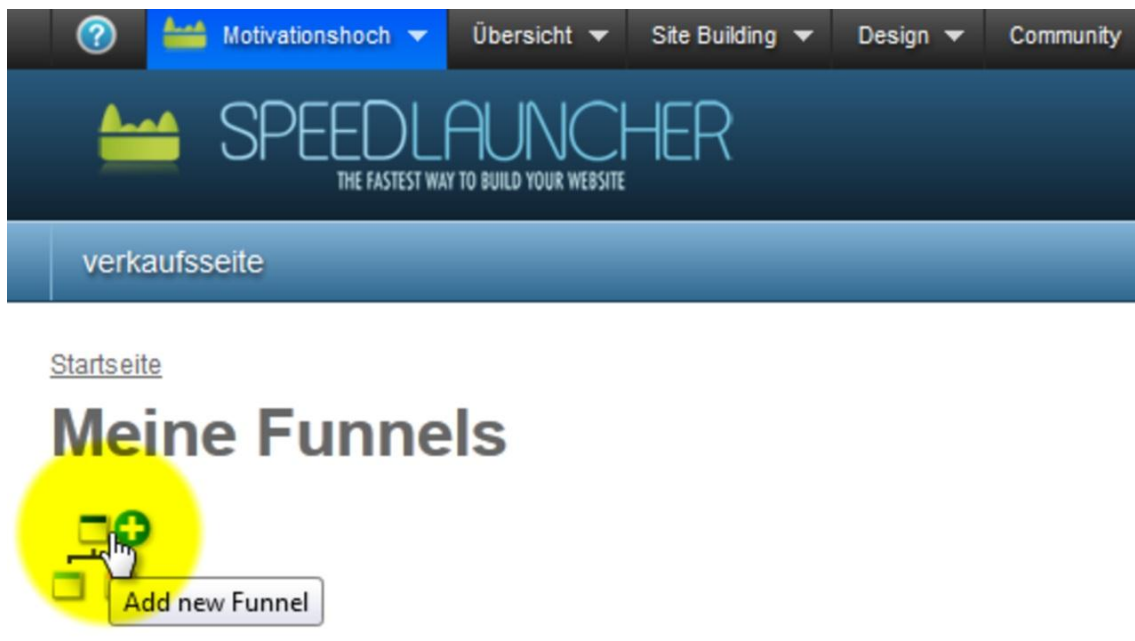 ? Motivationshoch Übersicht Site Building Design Community
SPEEDLAUNCHER
THE FASTEST WAY TO BUILD YOUR WEBSITE
verkaufsseite
Startseite
Meine Funnels
Add new Funnel